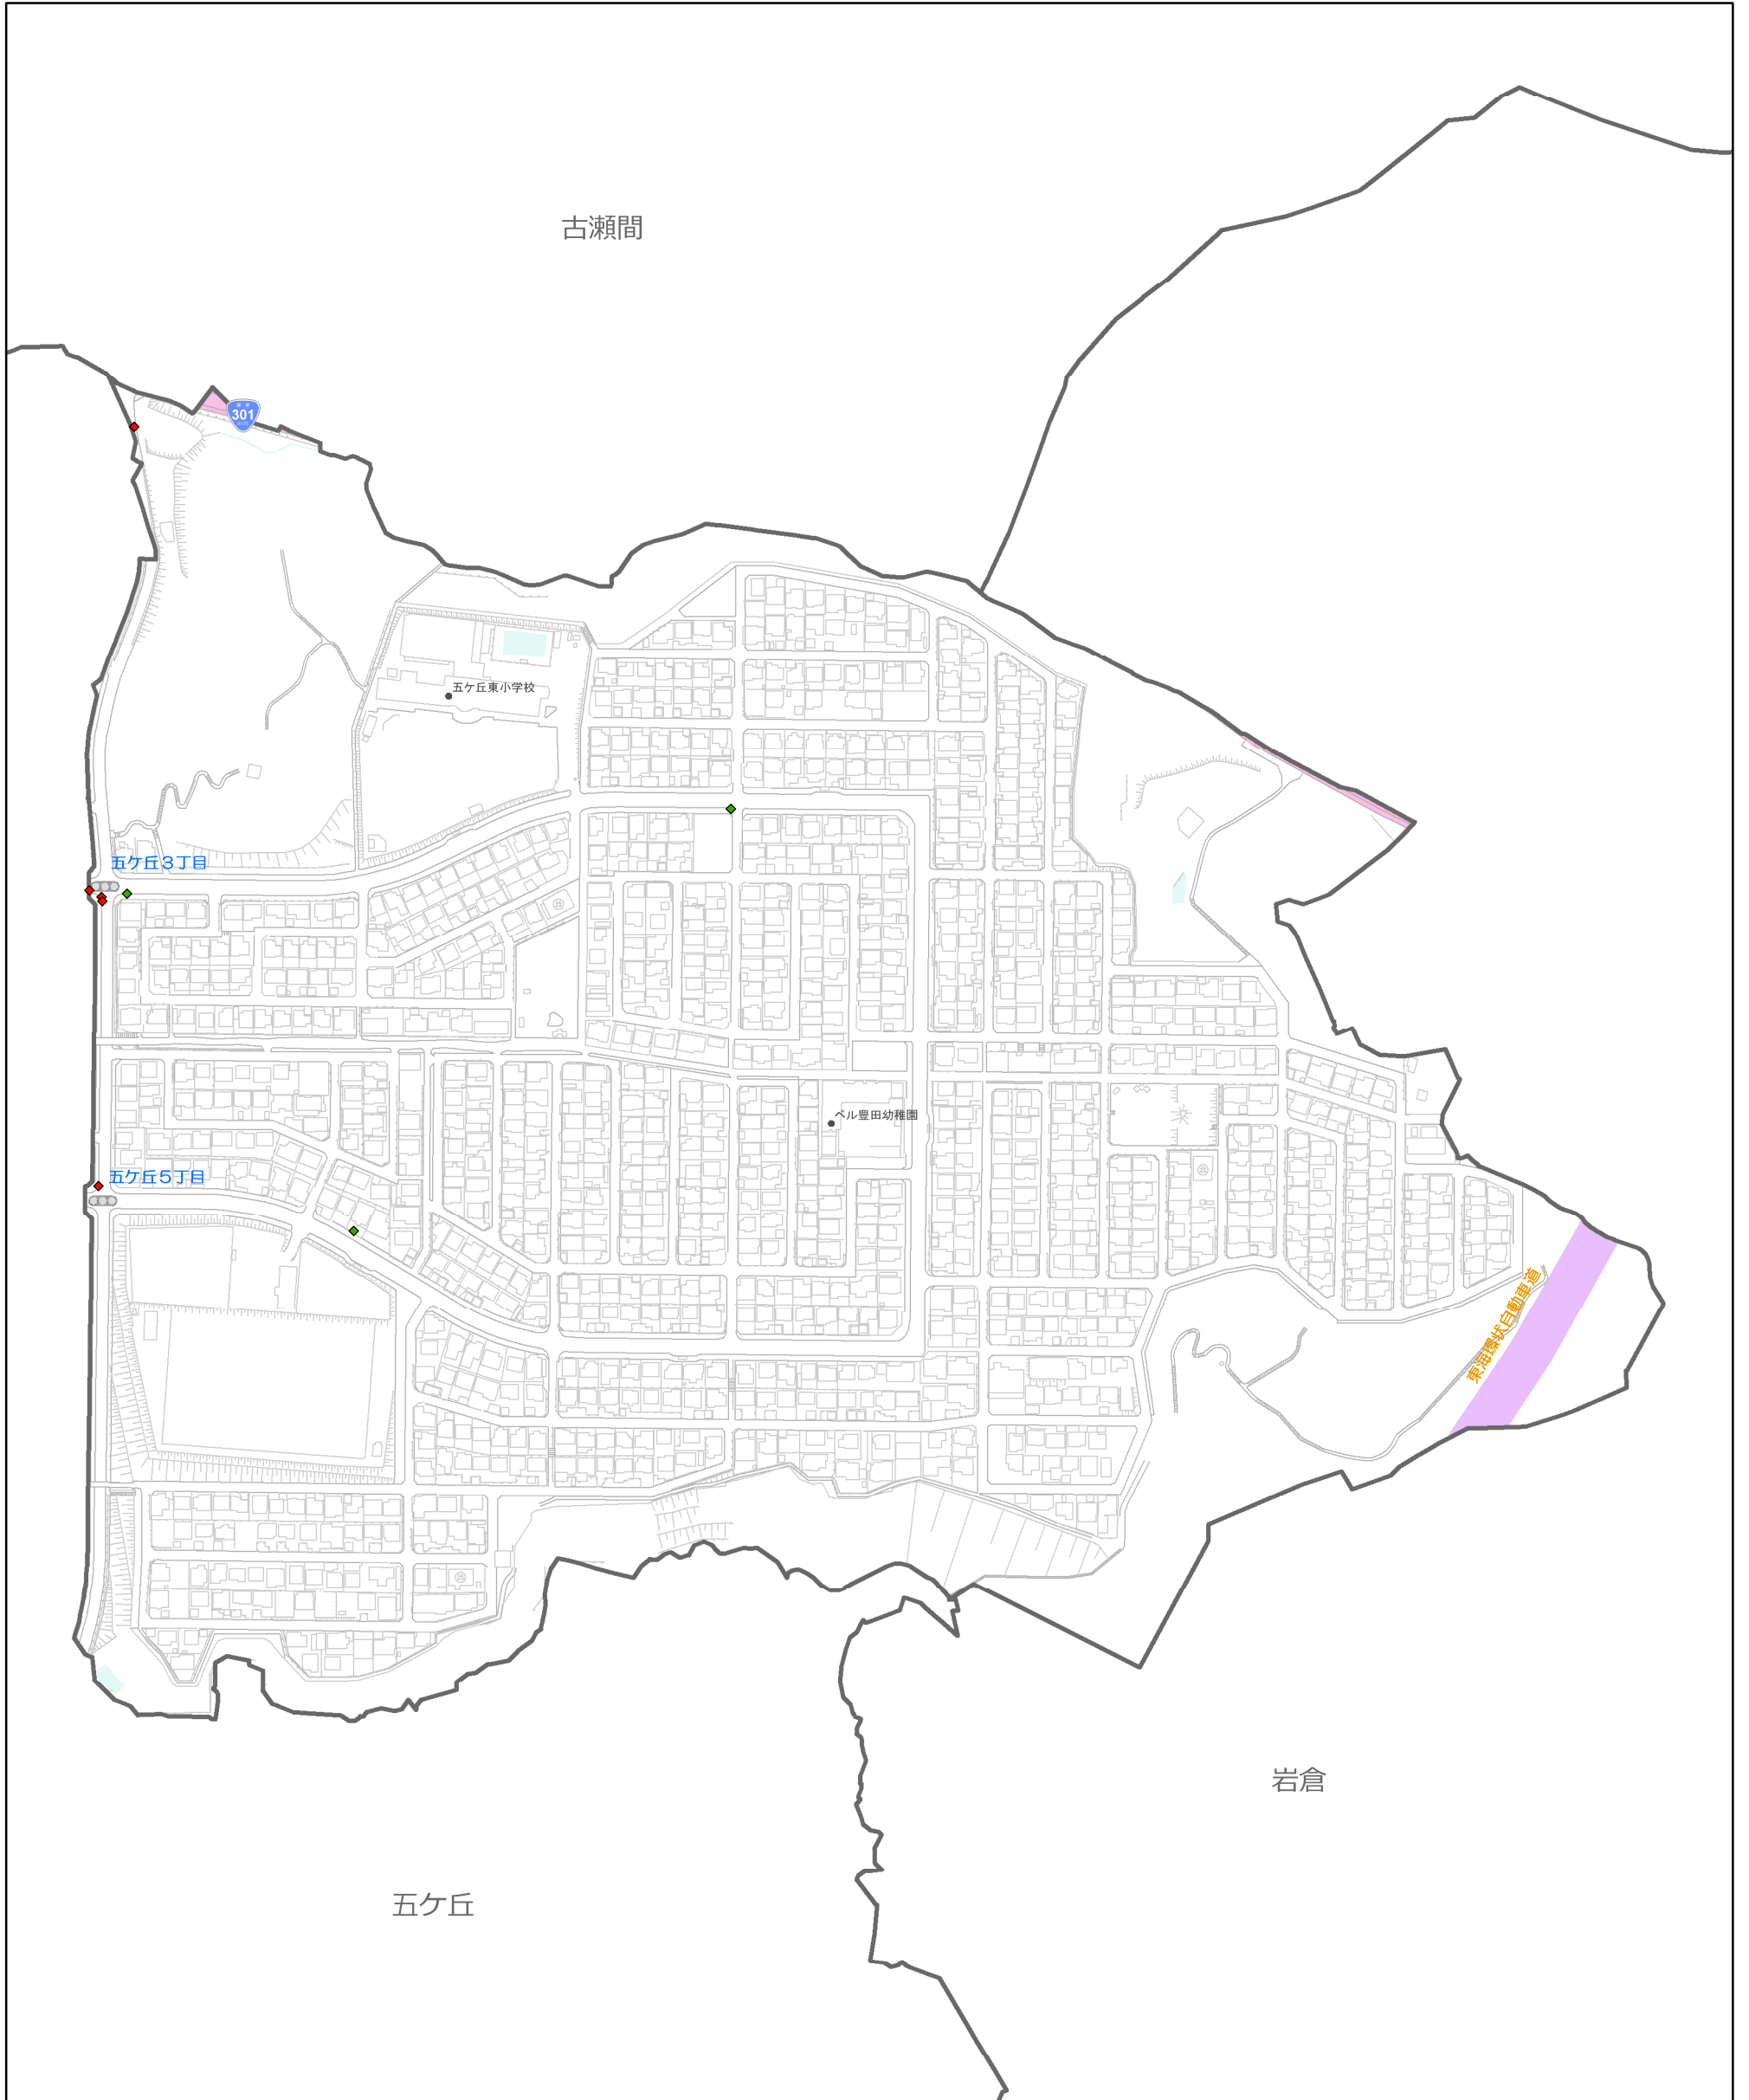 古瀬間
301
五ケ丘東小学校
五ケ丘３丁目
ベル豊田幼稚園
五ケ丘５丁目
東海環状自動車道
岩倉
五ケ丘